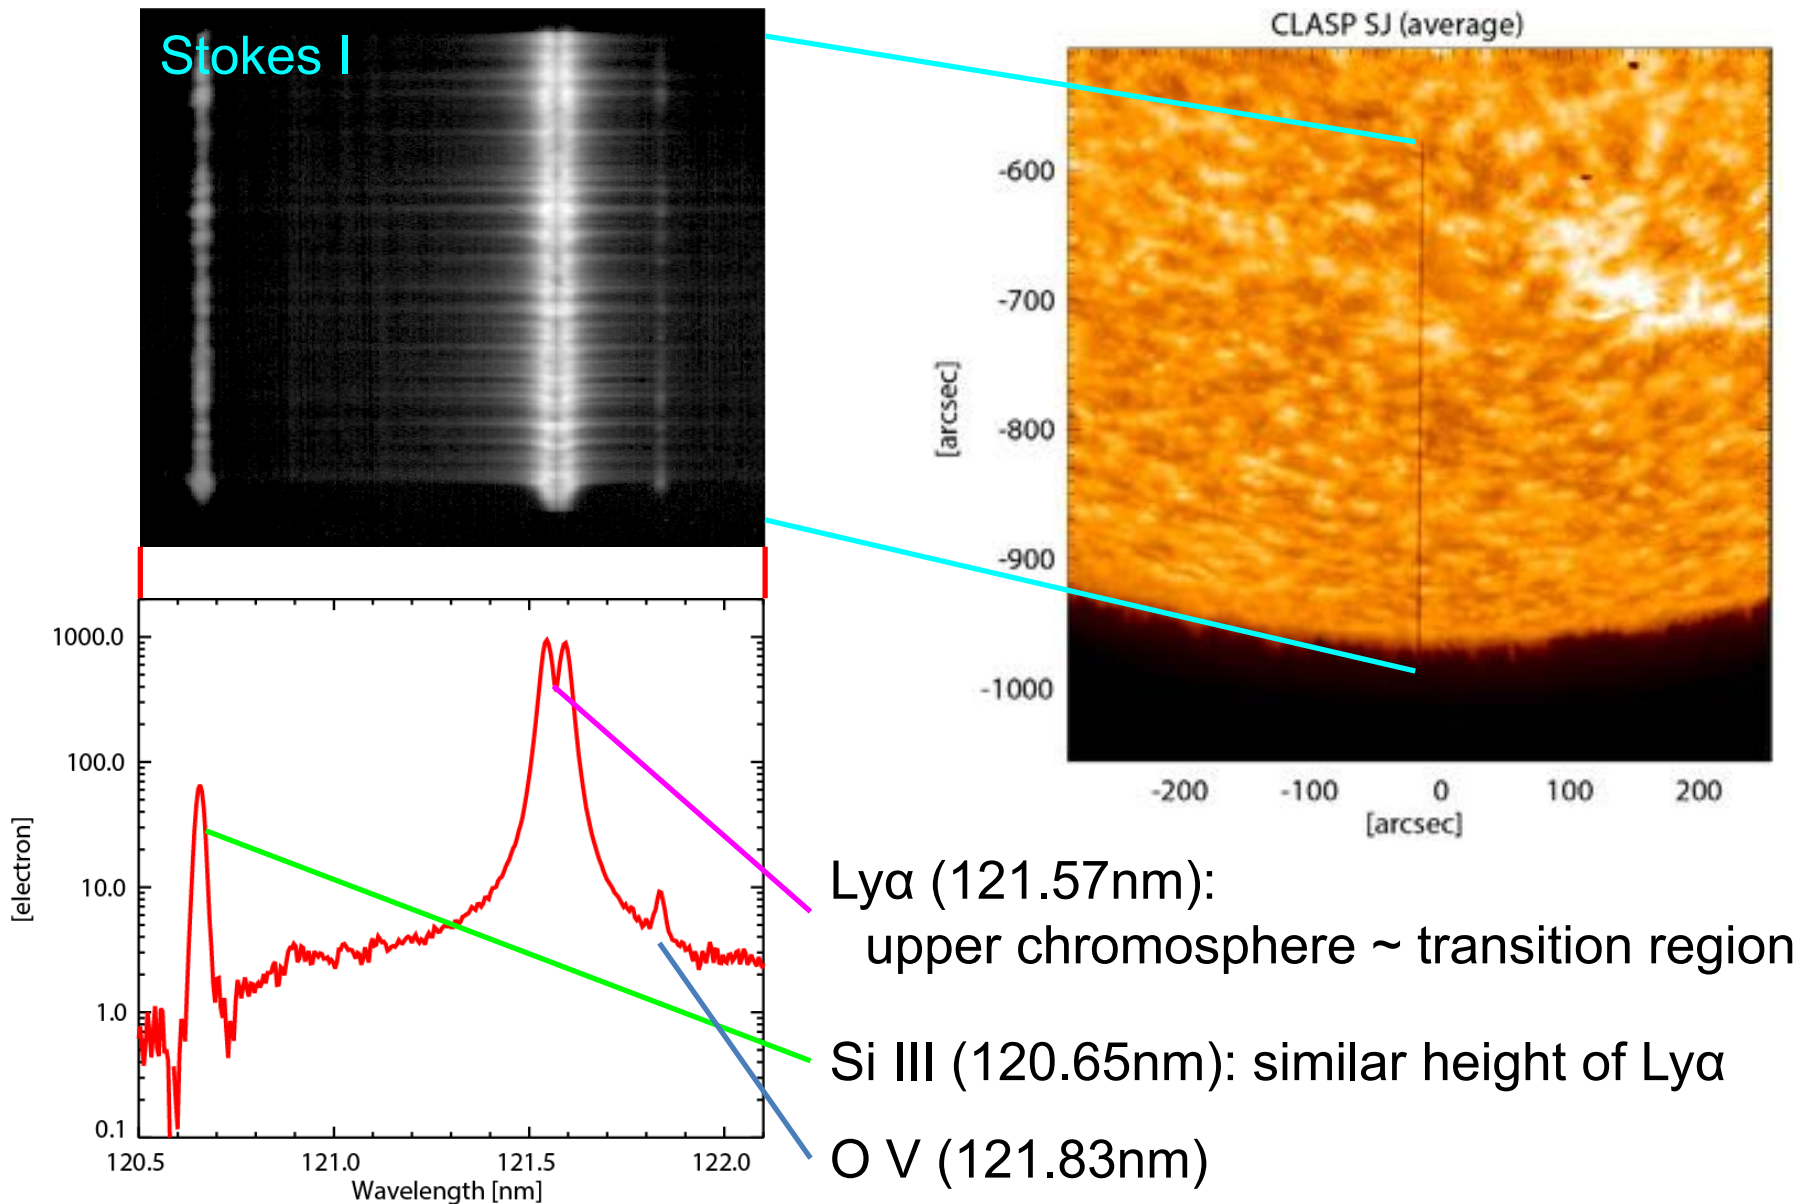 Stokes I
CLASP SJ (average)
-600
-700
-800
-900
-1000
[arcsec]
-200 -100 0 100 200
[arcsec]
1000.0
100.0
10.0
1.0
0.1
[electron]
120.5 121.0 121.5 122.0
Wavelength [nm]
Lyα (121.57nm):
upper chromosphere ~ transition region
Si III (120.65nm): similar height of Lyα
O V (121.83nm)